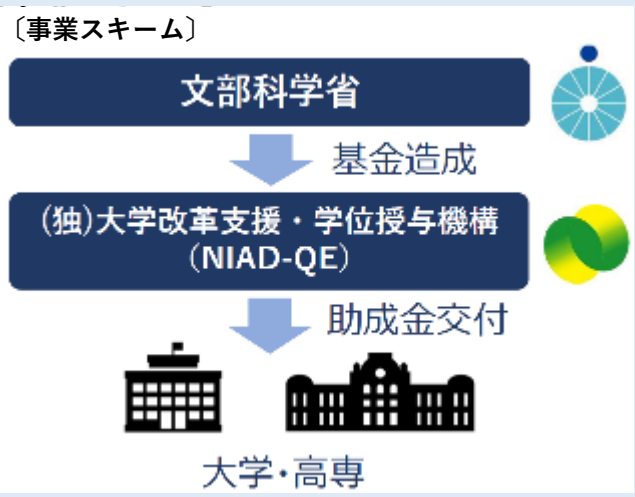 〔事業スキーム〕
文部科学省
基金造成
(独)大学改革支援・学位授与機構
(NIAD-QE)
助成金交付
大学・高専